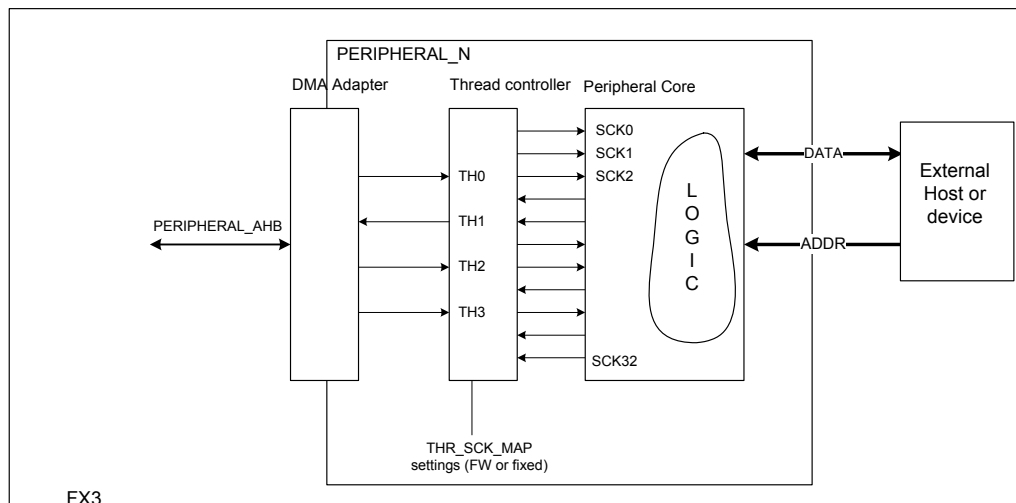 PERIPHERAL_N
DMA Adapter
Thread controller
Peripheral Core
SCK0
SCK1
SCK2
TH0
TH1
TH2
TH3
SCK32
LOGIC
DATA
ADDR
External
Host or
device
PERIPHERAL_AHB
THR_SCK_MAP
settings (FW or fixed)
FX3